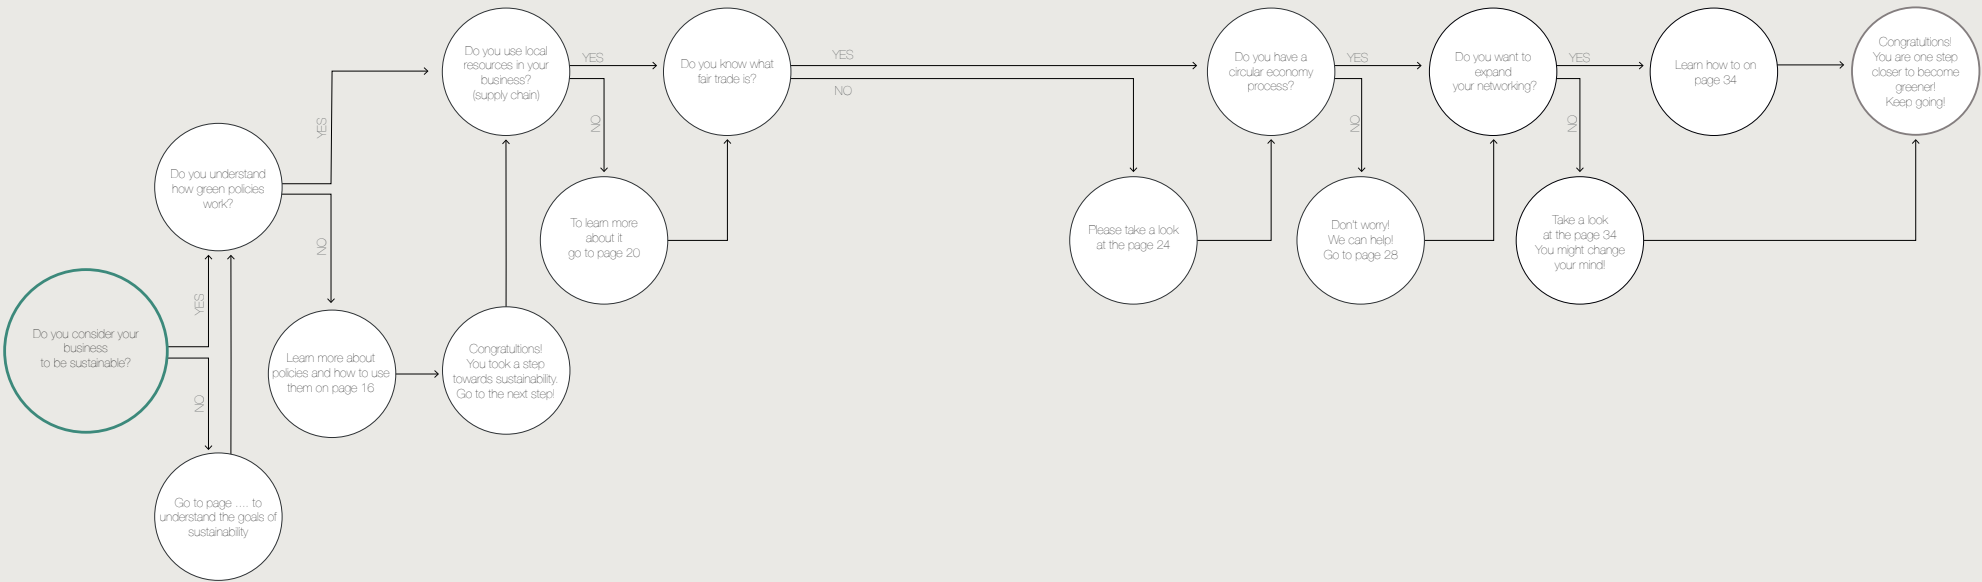 Do you consider your
business
to be sustainable?
YES
NO
Go to page .... to
understand the goals of
sustainability
Do you understand
how green policies
work?
YES
NO
Learn more about
policies and how to use
them on page 16
Congratultions!
You took a step
towards sustainability.
Go to the next step!
Do you use local
resources in your
business?
(supply chain)
YES
NO
To learn more
about it
go to page 20
Do you know what
fair trade is?
YES
NO
Please take a look
at the page 24
Do you have a
circular economy
process?
YES
NO
Don't worry!
We can help!
Go to page 28
Do you want to
expand
your networking?
YES
NO
Take a look
at the page 34
You might change
your mind!
Learn how to on
page 34
Congratultions!
You are one step
closer to become
greener!
Keep going!